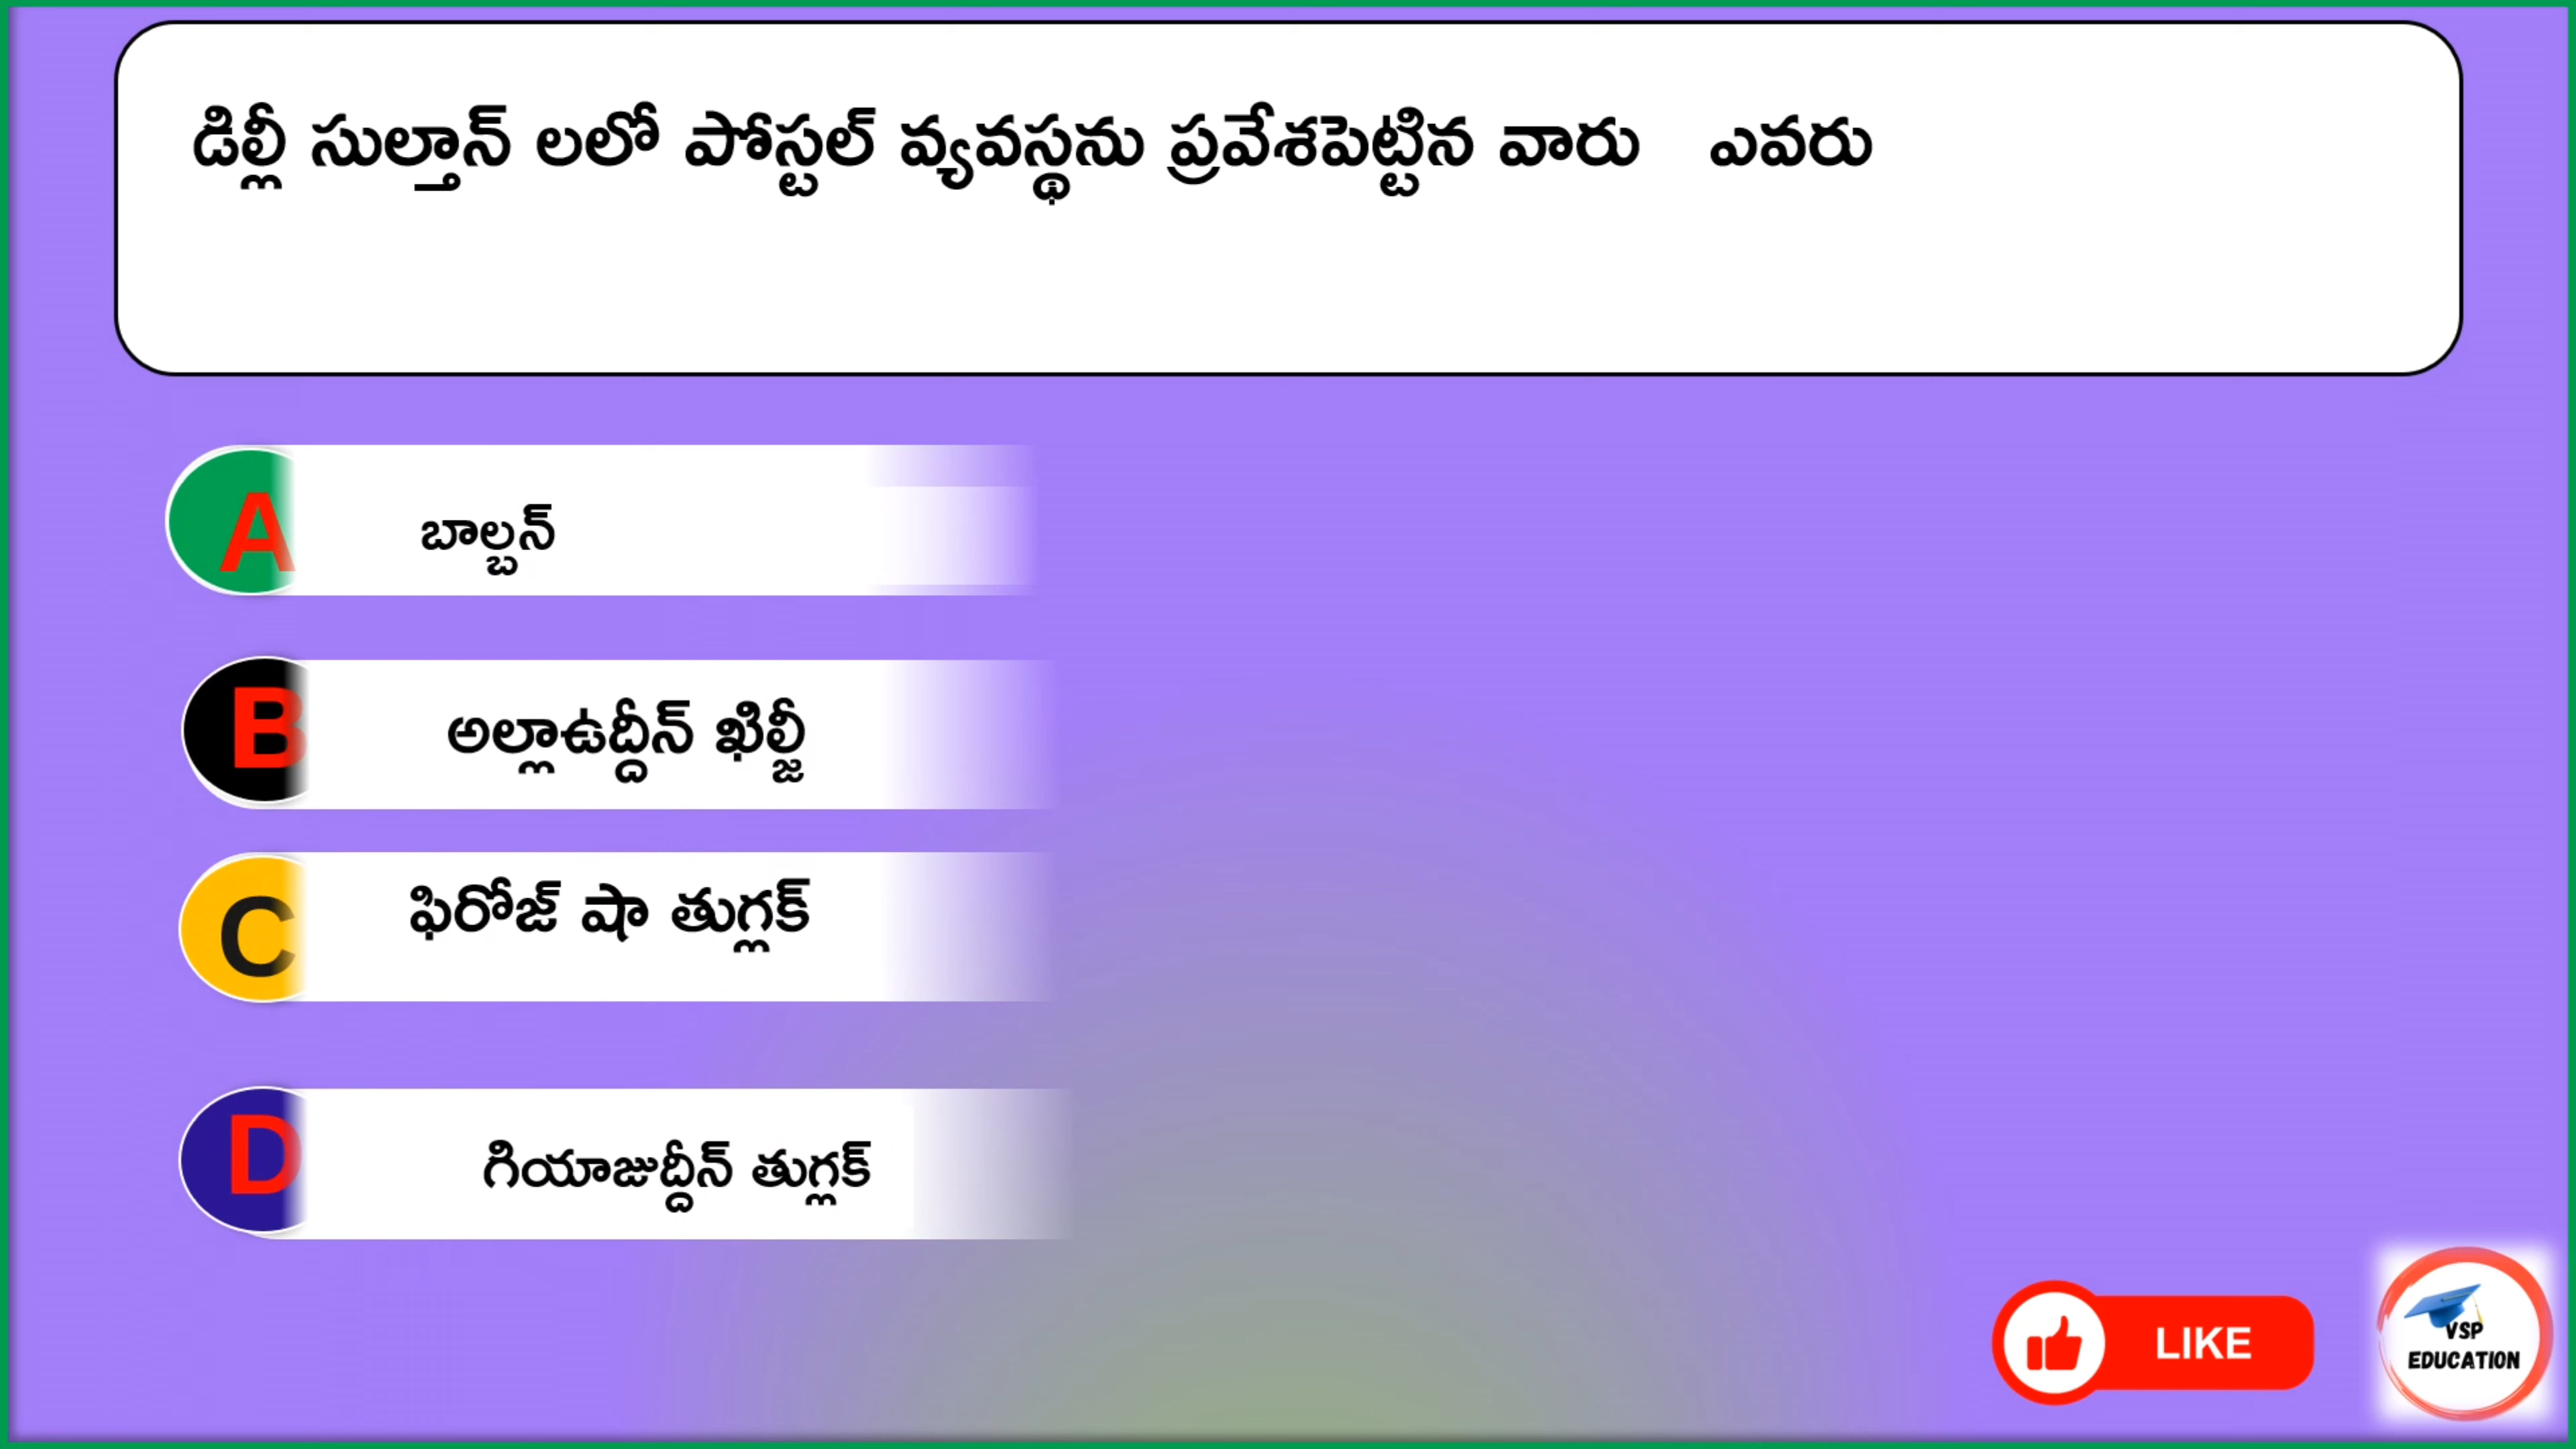 డిల్లీ సుల్తాన్ లలో పోస్టల్ వ్యవస్థను ప్రవేశపెట్టిన వారు ఎవరు
A బాల్బన్
B అల్లాఉద్దీన్ ఖిల్జీ
C ఫిరోజ్ షా తుగ్లక్
D గియాజుద్దీన్ తుగ్లక్
LIKE
VSP
EDUCATION